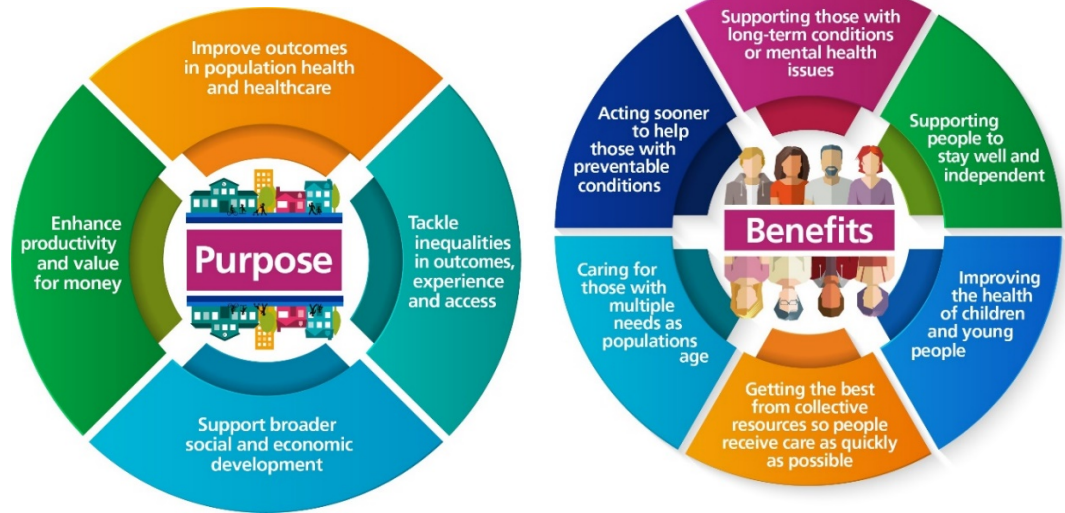 Improve outcomes
in population health
and healthcare
Tackle
inequalities
in outcomes,
experience
and access
Support broader
social and economic
development
Enhance
productivity
and value
for money
Purpose
Supporting those with
long-term conditions
or mental health
issues
Supporting
people to
stay well and
independent
Improving
the health
of children
and young
people
Getting the best
from collective
resources so people
receive care as quickly
as possible
Caring for
those with
multiple
needs as
populations
age
Acting sooner
to help
those with
preventable
conditions
Benefits